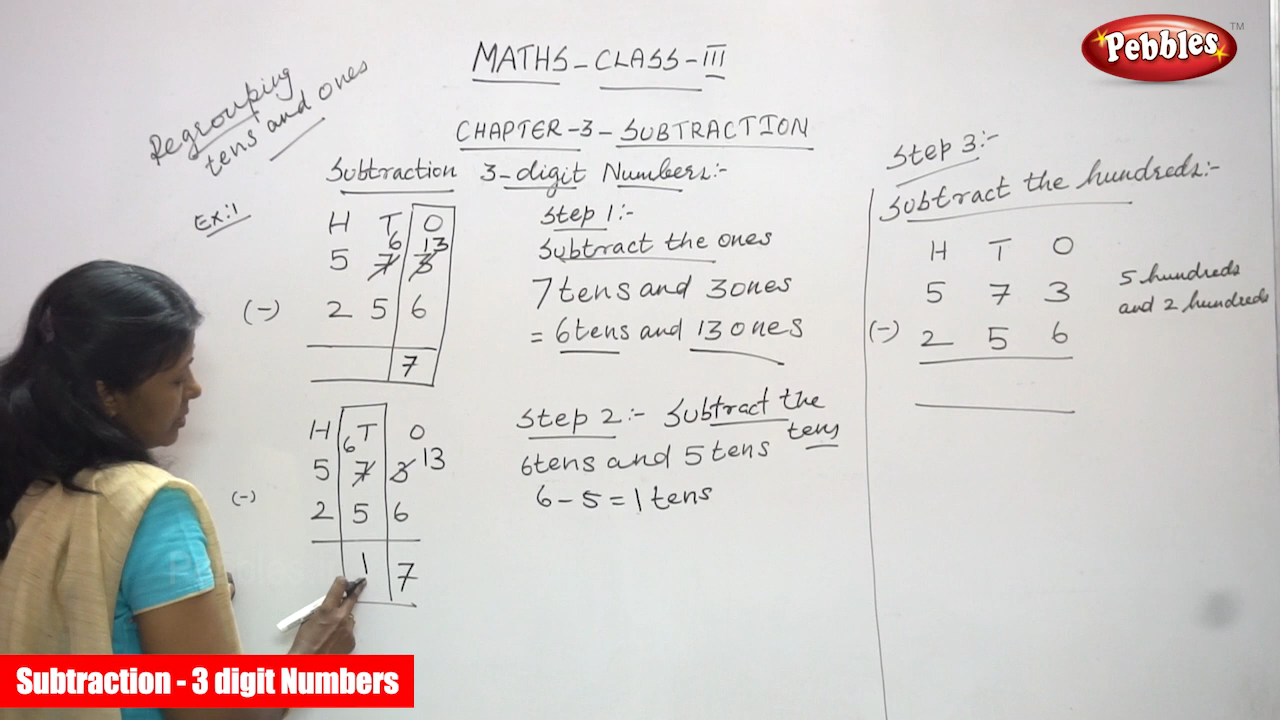 Pebbles™
MATHS - CLASS - III
Regrouping
tens and ones
CHAPTER-3 - SUBTRACTION
Subtraction 3-digit Numbers:-
Ex:1
H T O
6 13
5 7 3
(-) 2 5 6
7
Step 1:-
Subtract the ones
7 tens and 3 ones
= 6 tens and 13 ones
H T O
6 13
5 7 3
(-) 2 5 6
1 7
Step 2:- Subtract the
tens
6 tens and 5 tens
6 - 5 = 1 tens
Step 3:-
Subtract the hundreds:-
H T O
5 7 3
(-) 2 5 6
5 hundreds
and 2 hundreds
Subtraction - 3 digit Numbers